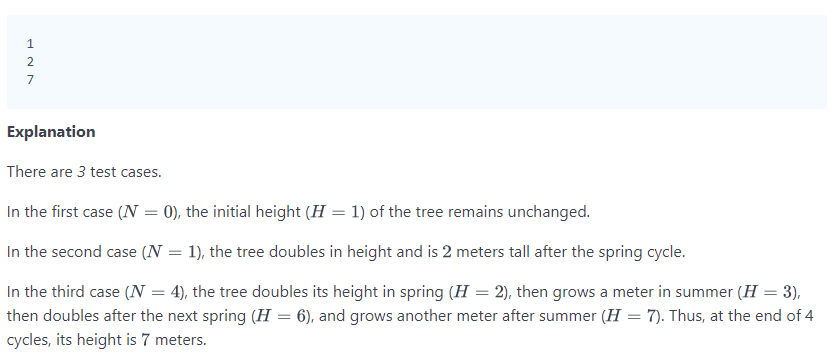 1
2
7
Explanation
There are 3 test cases.
In the first case (N = 0), the initial height (H = 1) of the tree remains unchanged.
In the second case (N = 1), the tree doubles in height and is 2 meters tall after the spring cycle.
In the third case (N = 4), the tree doubles its height in spring (H = 2), then grows a meter in summer (H = 3),
then doubles after the next spring (H = 6), and grows another meter after summer (H = 7). Thus, at the end of 4
cycles, its height is 7 meters.